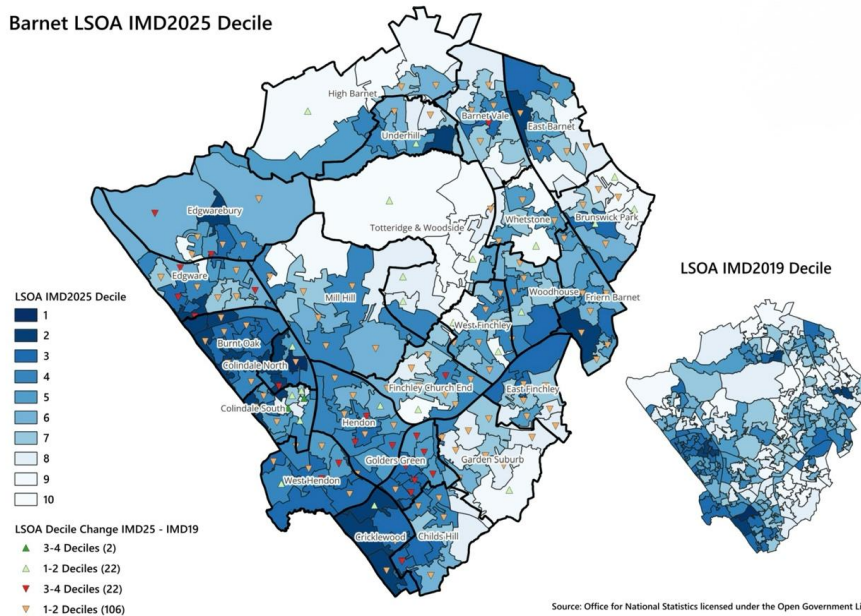 Barnet LSOA IMD2025 Decile
High Barnet
Barnet Vale
East Barnet
Underhill
Edgwarebury
Totteridge & Woodside
Whetstone
Brunswick Park
Edgware
Mill Hill
Woodhouse
Friern Barnet
West Finchley
Burnt Oak
Colindale North
Finchley Church End
East Finchley
Colindale South
Hendon
Golders Green
Garden Suburb
West Hendon
Cricklewood
Childs Hill
LSOA IMD2025 Decile
1
2
3
4
5
6
7
8
9
10
LSOA Decile Change IMD25 - IMD19
3-4 Deciles (2)
1-2 Deciles (22)
3-4 Deciles (22)
1-2 Deciles (106)
LSOA IMD2019 Decile
Source: Office for National Statistics licensed under the Open Government Li